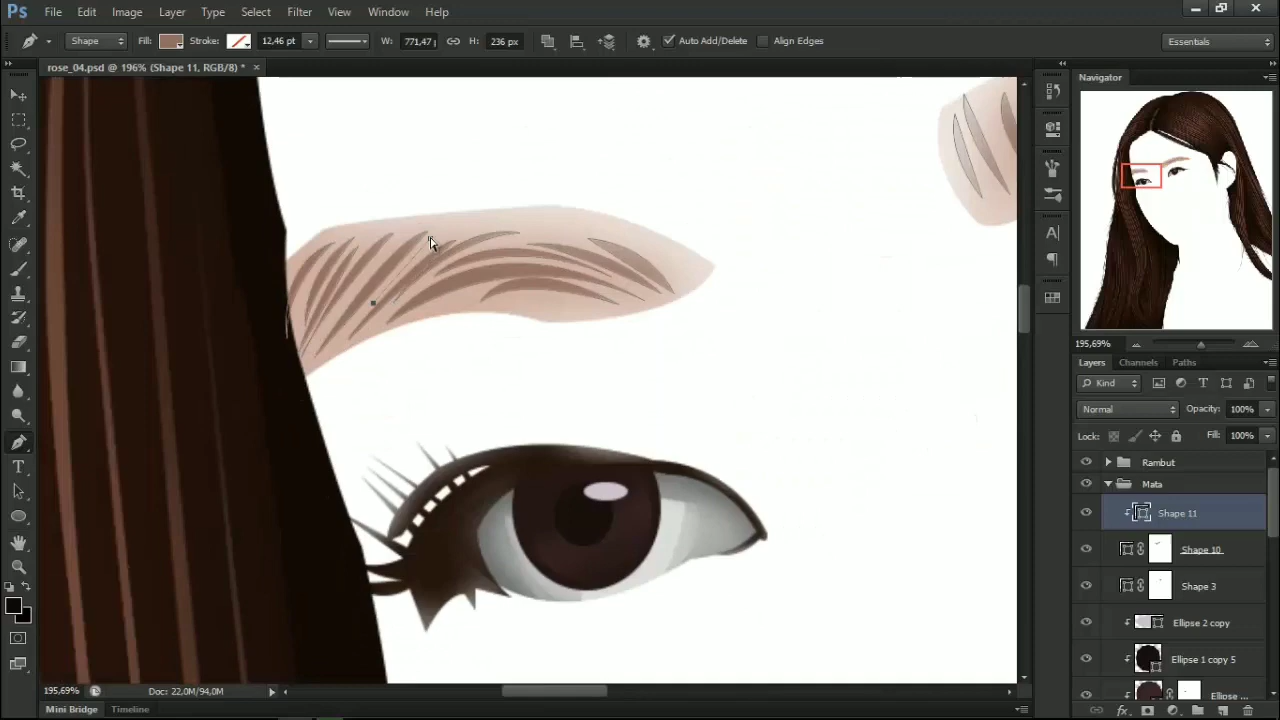 Ps File Edit Image Layer Type Select Filter View Window Help
Shape Fill: Stroke: 12,46 pt W: 771,47 H: 236 px Auto Add/Delete Align Edges Essentials
rose_04.psd @ 196% (Shape 11, RGB/8) *
Navigator
195,69%
Layers Channels Paths
Kind
Normal Opacity: 100%
Lock: Fill: 100%
Rambut
Mata
Shape 11
Shape 10
Shape 3
Ellipse 2 copy
Ellipse 1 copy 5
Ellipse ...
195,69% Doc: 22,0M/94,0M
Mini Bridge Timeline